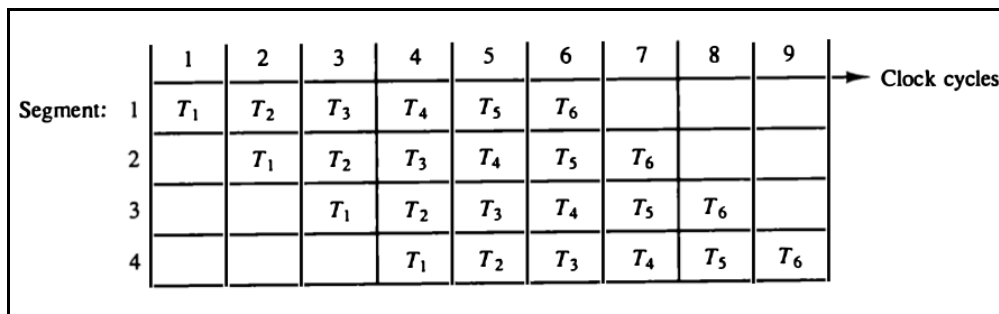 1 2 3 4 5 6 7 8 9
Clock cycles
Segment: 1 T1 T2 T3 T4 T5 T6
2 T1 T2 T3 T4 T5 T6
3 T1 T2 T3 T4 T5 T6
4 T1 T2 T3 T4 T5 T6